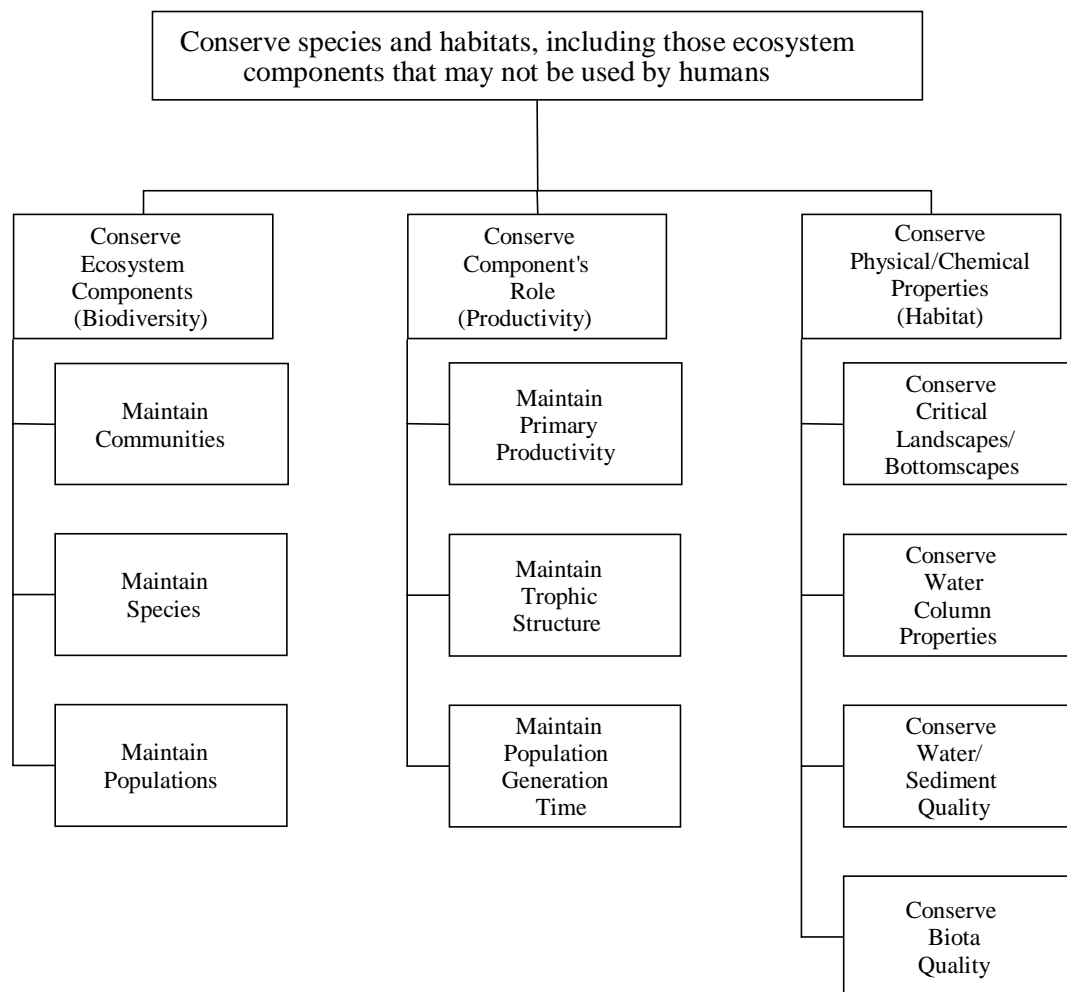 Conserve species and habitats, including those ecosystem
components that may not be used by humans
Conserve
Ecosystem
Components
(Biodiversity)
Maintain
Communities
Maintain
Species
Maintain
Populations
Conserve
Component's
Role
(Productivity)
Maintain
Primary
Productivity
Maintain
Trophic
Structure
Maintain
Population
Generation
Time
Conserve
Physical/Chemical
Properties
(Habitat)
Conserve
Critical
Landscapes/
Bottomscapes
Conserve
Water
Column
Properties
Conserve
Water/
Sediment
Quality
Conserve
Biota
Quality